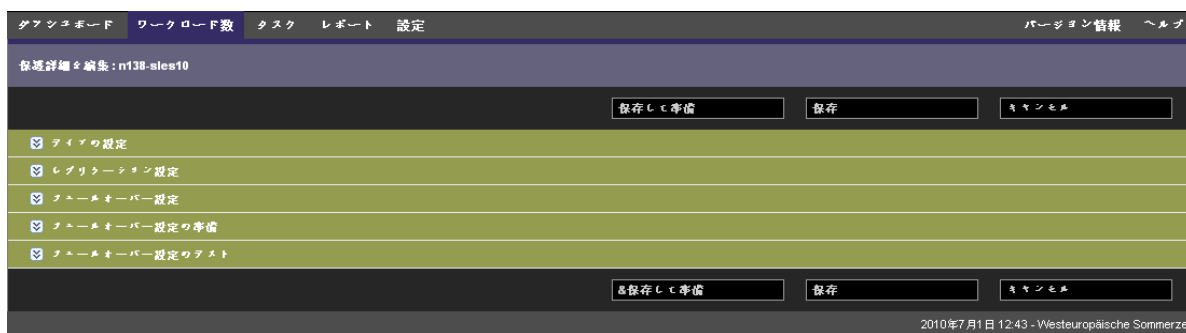 ダッシュボード ワークロード数 タスク レポート 設定 バージョン情報 ヘルプ
保護詳細を編集: n138-sles10
保存して準備 保存 キャンセル
ティアの設定
レプリケーション設定
フェールオーバー設定
フェールオーバー設定の準備
フェールオーバー設定のテスト
&保存して準備 保存 キャンセル
2010年7月1日 12:43 - Westeuropäische Sommerze